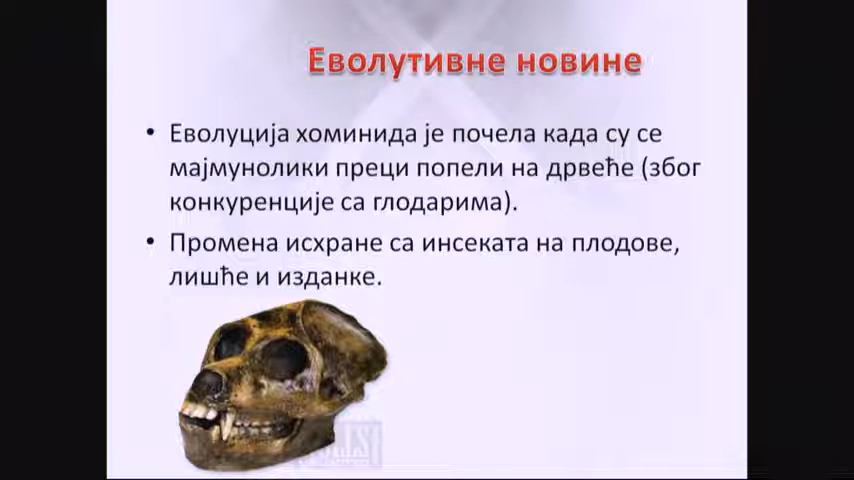 Еволутивне новине
• Еволуција хоминида је почела када су се
мајмунолики преци попели на дрвеће (због
конкуренције са глодарима).
• Промена исхране са инсеката на плодове,
лишће и изданке.